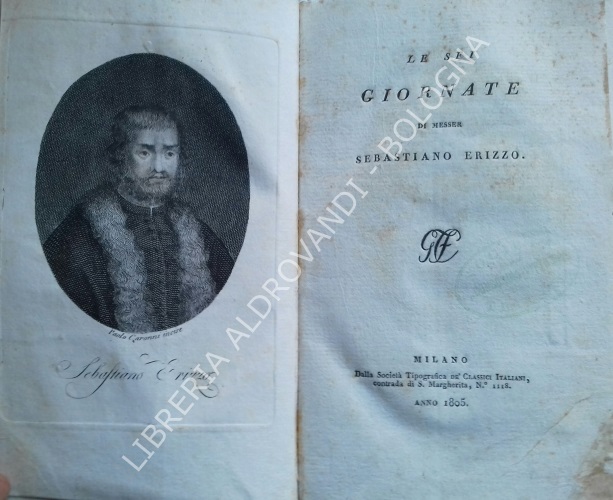 Paolo Caronni incise
Sebastiano Erizzo
LE SEI
GIORNATE
DI MESSER
SEBASTIANO ERIZZO.
MILANO
Dalla Società Tipografica de' Classici Italiani,
contrada di S. Margherita, N.° 1118.
ANNO 1805.
LIBRERIA ALDROVANDI - BOLOGNA